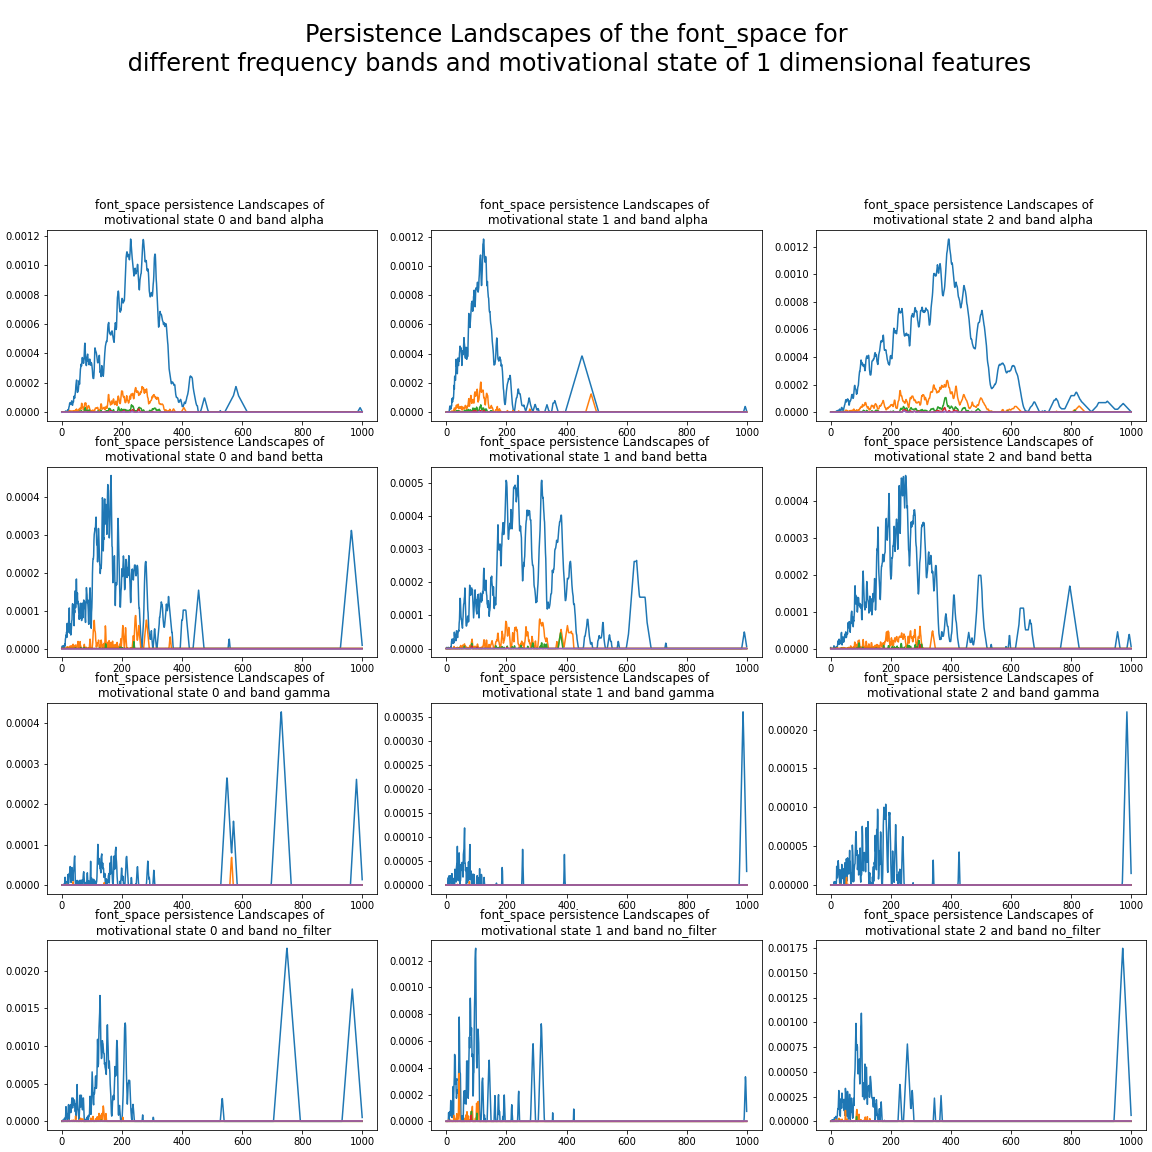 Persistence Landscapes of the font_space for
different frequency bands and motivational state of 1 dimensional features
font_space persistence Landscapes of
motivational state 0 and band alpha
0.0012
0.0010
0.0008
0.0006
0.0004
0.0002
0.0000
0 200 400 600 800 1000
font_space persistence Landscapes of
motivational state 1 and band alpha
0.0012
0.0010
0.0008
0.0006
0.0004
0.0002
0.0000
0 200 400 600 800 1000
font_space persistence Landscapes of
motivational state 2 and band alpha
0.0012
0.0010
0.0008
0.0006
0.0004
0.0002
0.0000
0 200 400 600 800 1000
font_space persistence Landscapes of
motivational state 0 and band betta
0.0004
0.0003
0.0002
0.0001
0.0000
0 200 400 600 800 1000
font_space persistence Landscapes of
motivational state 1 and band betta
0.0005
0.0004
0.0003
0.0002
0.0001
0.0000
0 200 400 600 800 1000
font_space persistence Landscapes of
motivational state 2 and band betta
0.0004
0.0003
0.0002
0.0001
0.0000
0 200 400 600 800 1000
font_space persistence Landscapes of
motivational state 0 and band gamma
0.0004
0.0003
0.0002
0.0001
0.0000
0 200 400 600 800 1000
font_space persistence Landscapes of
motivational state 1 and band gamma
0.00035
0.00030
0.00025
0.00020
0.00015
0.00010
0.00005
0.00000
0 200 400 600 800 1000
font_space persistence Landscapes of
motivational state 2 and band gamma
0.00020
0.00015
0.00010
0.00005
0.00000
0 200 400 600 800 1000
font_space persistence Landscapes of
motivational state 0 and band no_filter
0.0020
0.0015
0.0010
0.0005
0.0000
0 200 400 600 800 1000
font_space persistence Landscapes of
motivational state 1 and band no_filter
0.0012
0.0010
0.0008
0.0006
0.0004
0.0002
0.0000
0 200 400 600 800 1000
font_space persistence Landscapes of
motivational state 2 and band no_filter
0.00175
0.00150
0.00125
0.00100
0.00075
0.00050
0.00025
0.00000
0 200 400 600 800 1000